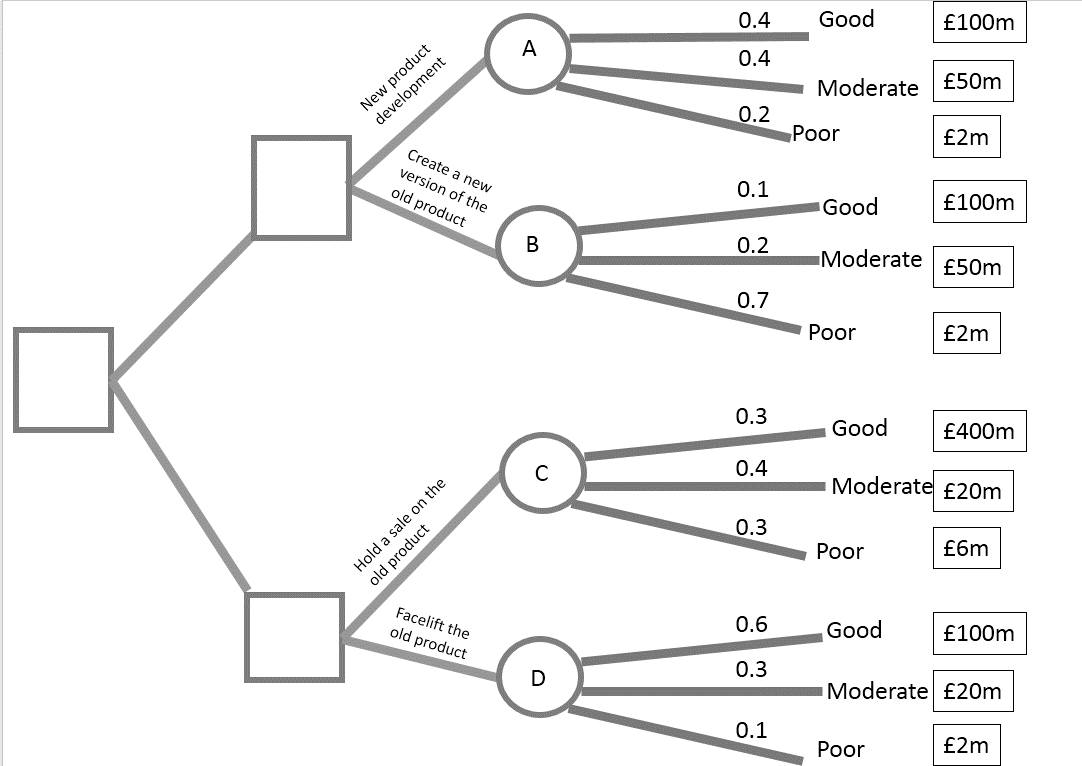 New product
development
A
0.4
Good
£100m
0.4
Moderate
£50m
0.2
Poor
£2m
Create a new
version of the
old product
B
0.1
Good
£100m
0.2
Moderate
£50m
0.7
Poor
£2m
Hold a sale on the
old product
C
0.3
Good
£400m
0.4
Moderate
£20m
0.3
Poor
£6m
Facelift the
old product
D
0.6
Good
£100m
0.3
Moderate
£20m
0.1
Poor
£2m